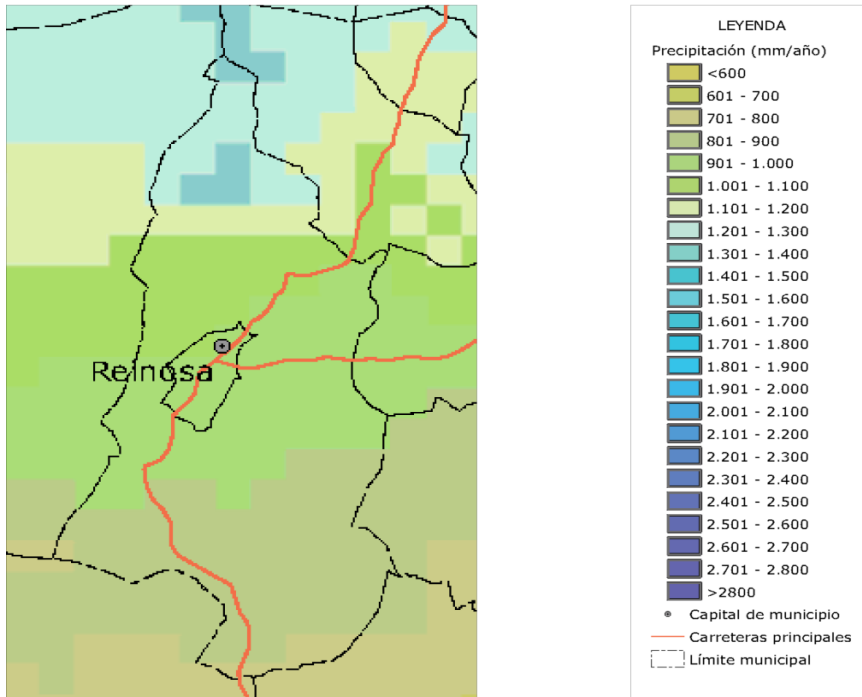 Reinosa
LEYENDA
Precipitación (mm/año)
<600
601 - 700
701 - 800
801 - 900
901 - 1.000
1.001 - 1.100
1.101 - 1.200
1.201 - 1.300
1.301 - 1.400
1.401 - 1.500
1.501 - 1.600
1.601 - 1.700
1.701 - 1.800
1.801 - 1.900
1.901 - 2.000
2.001 - 2.100
2.101 - 2.200
2.201 - 2.300
2.301 - 2.400
2.401 - 2.500
2.501 - 2.600
2.601 - 2.700
2.701 - 2.800
>2800
Capital de municipio
Carreteras principales
Límite municipal